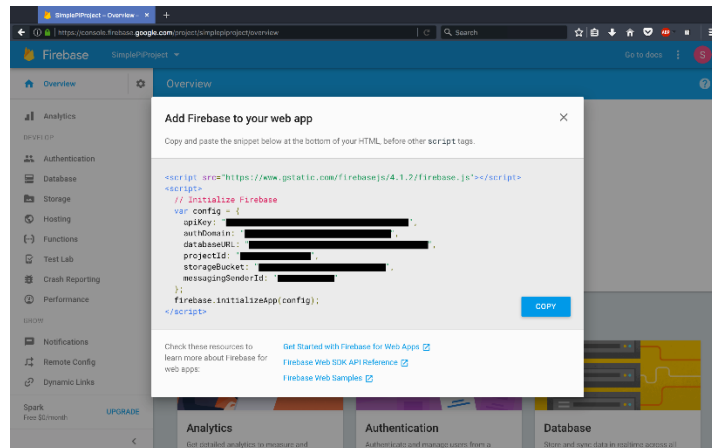 SimplePiProject - Overview -
https://console.firebase.google.com/project/simplepiproject/overview
Search
Firebase
SimplePiProject
Go to docs
S
Overview
Overview
Analytics
DEVELOP
Authentication
Database
Storage
Hosting
Functions
Test Lab
Crash Reporting
Performance
GROW
Notifications
Remote Config
Dynamic Links
Spark
Free $0/month
UPGRADE
Add Firebase to your web app
Copy and paste the snippet below at the bottom of your HTML, before other script tags.
<script src="https://www.gstatic.com/firebasejs/4.1.2/firebase.js"></script>
<script>
// Initialize Firebase
var config = {
apiKey: "",
authDomain: "",
databaseURL: "",
projectId: "",
storageBucket: "",
messagingSenderId: "
};
firebase.initializeApp(config);
</script>
COPY
Check these resources to
learn more about Firebase for
web apps:
Get Started with Firebase for Web Apps
Firebase Web SDK API Reference
Firebase Web Samples
Analytics
Get detailed analytics to measure and
Authentication
Authenticate and manage users from a
Database
Store and sync data in realtime across all